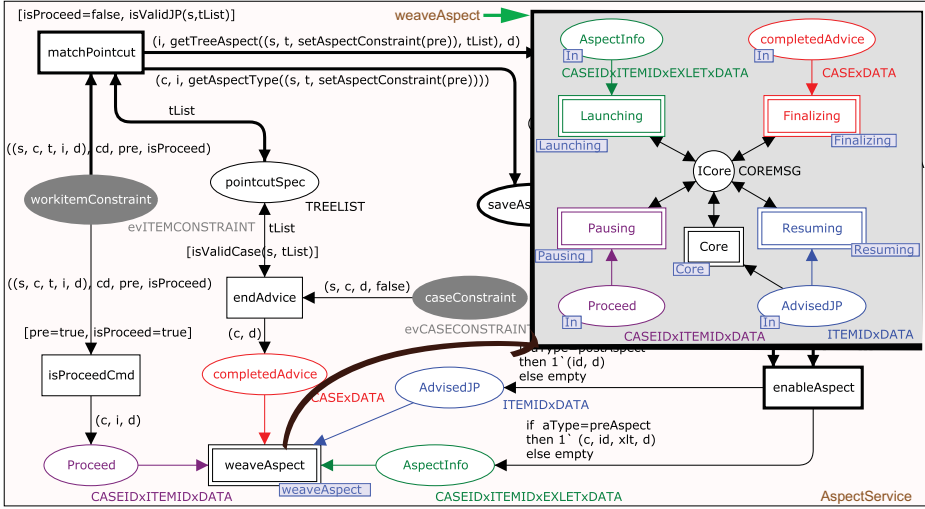 [isProceed=false, isValidJP(s,tList)]
weaveAspect
matchPointcut
(i, getTreeAspect((s, t, setAspectConstraint(pre)), tList), d)
(c, i, getAspectType((s, t, setAspectConstraint(pre))))
tList
((s, c, t, i, d), cd, pre, isProceed)
workitemConstraint
evITEMCONSTRAINT
pointcutSpec
TREELIST
tList
[isValidCase(s, tList)]
((s, c, t, i, d), cd, pre, isProceed)
endAdvice
(s, c, d, false)
caseConstraint
evCASECONSTRAINT
[pre=true, isProceed=true]
(c, d)
isProceedCmd
completedAdvice
CASExDATA
(c, i, d)
Proceed
CASEIDxITEMIDxDATA
weaveAspect
weaveAspect
AdvisedJP
ITEMIDxDATA
AspectInfo
CASEIDxITEMIDxEXLETxDATA
then 1`(id, d)
else empty
enableAspect
if aType=preAspect
then 1` (c, id, xlt, d)
else empty
AspectService
AspectInfo
In
CASEIDxITEMIDxEXLETxDATA
completedAdvice
In
CASExDATA
Launching
Launching
Finalizing
Finalizing
ICore
COREMSG
Pausing
Pausing
Core
Core
Resuming
Resuming
Proceed
In
CASEIDxITEMIDxDATA
AdvisedJP
In
ITEMIDxDATA